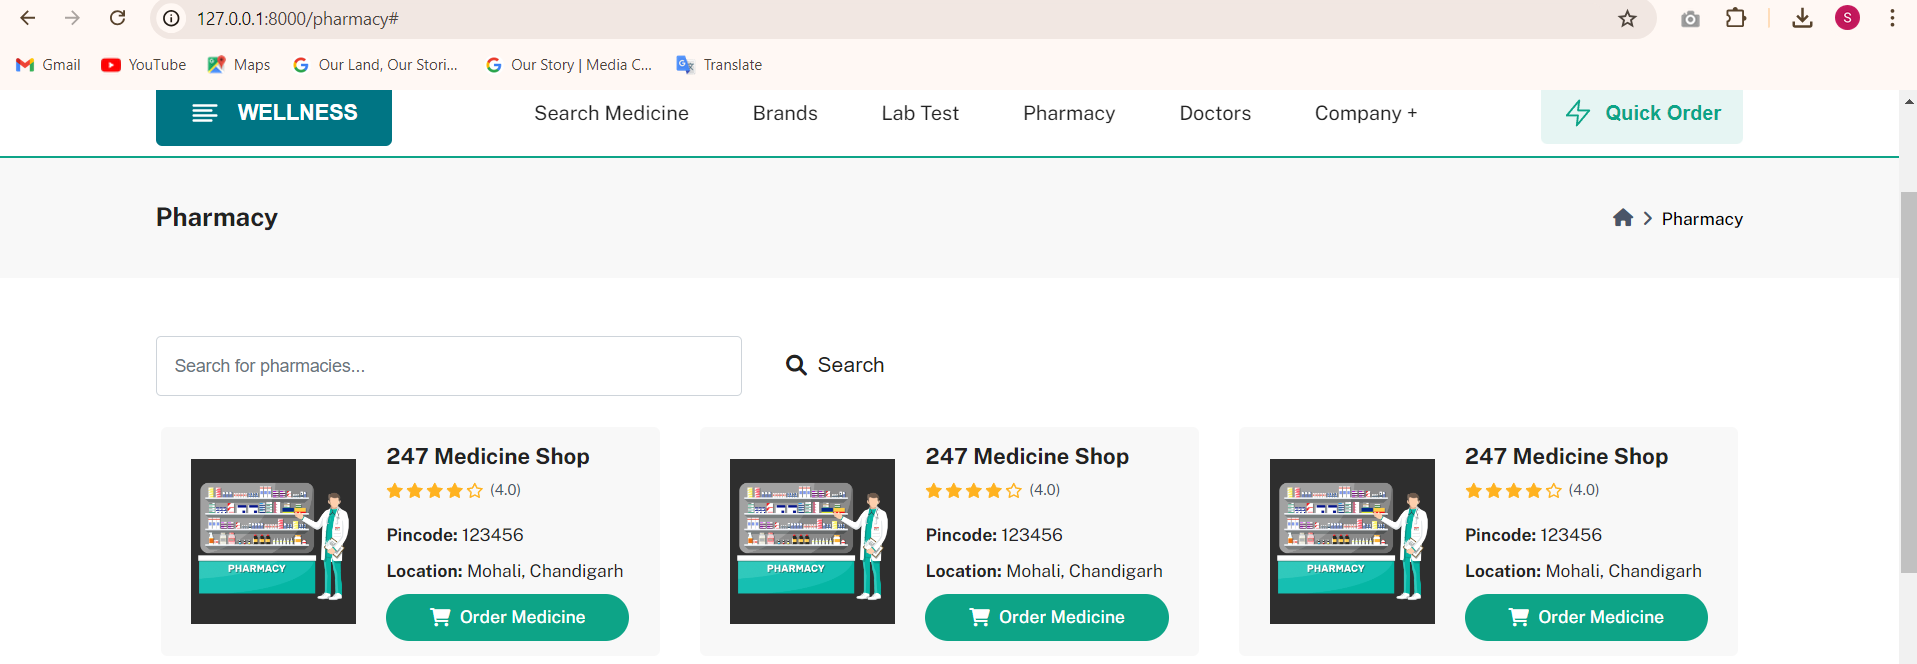 127.0.0.1:8000/pharmacy#
S
Gmail
YouTube
Maps
Our Land, Our Stori...
Our Story | Media C...
Translate
WELLNESS
Search Medicine
Brands
Lab Test
Pharmacy
Doctors
Company +
Quick Order
Pharmacy
Pharmacy
Search for pharmacies...
Search
247 Medicine Shop
(4.0)
Pincode: 123456
Location: Mohali, Chandigarh
Order Medicine
PHARMACY
247 Medicine Shop
(4.0)
Pincode: 123456
Location: Mohali, Chandigarh
Order Medicine
PHARMACY
247 Medicine Shop
(4.0)
Pincode: 123456
Location: Mohali, Chandigarh
Order Medicine
PHARMACY